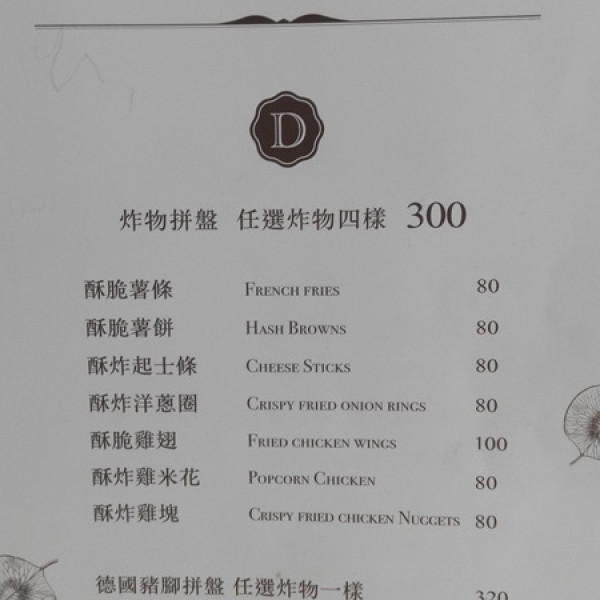 D
炸物拼盤 任選炸物四樣 300
酥脆薯條 FRENCH FRIES 80
酥脆薯餅 HASH BROWNS 80
酥炸起士條 CHEESE STICKS 80
酥炸洋蔥圈 CRISPY FRIED ONION RINGS 80
酥脆雞翅 FRIED CHICKEN WINGS 100
酥炸雞米花 POPCORN CHICKEN 80
酥炸雞塊 CRISPY FRIED CHICKEN NUGGETS 80
德國豬腳拼盤 任選炸物一樣 320